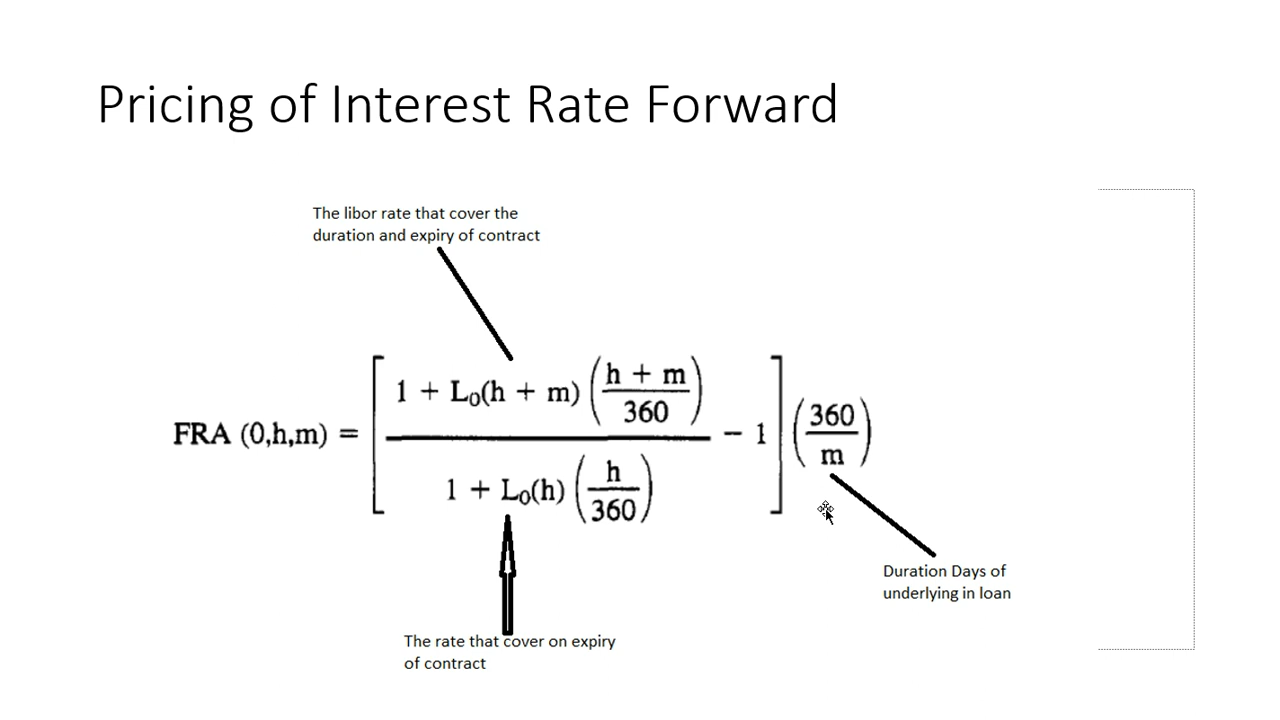 Pricing of Interest Rate Forward
The libor rate that cover the
duration and expiry of contract
FRA (0,h,m) = [ (1 + L₀(h + m) ((h + m)/360)) / (1 + L₀(h) (h/360)) − 1 ] (360/m)
Duration Days of
underlying in loan
The rate that cover on expiry
of contract